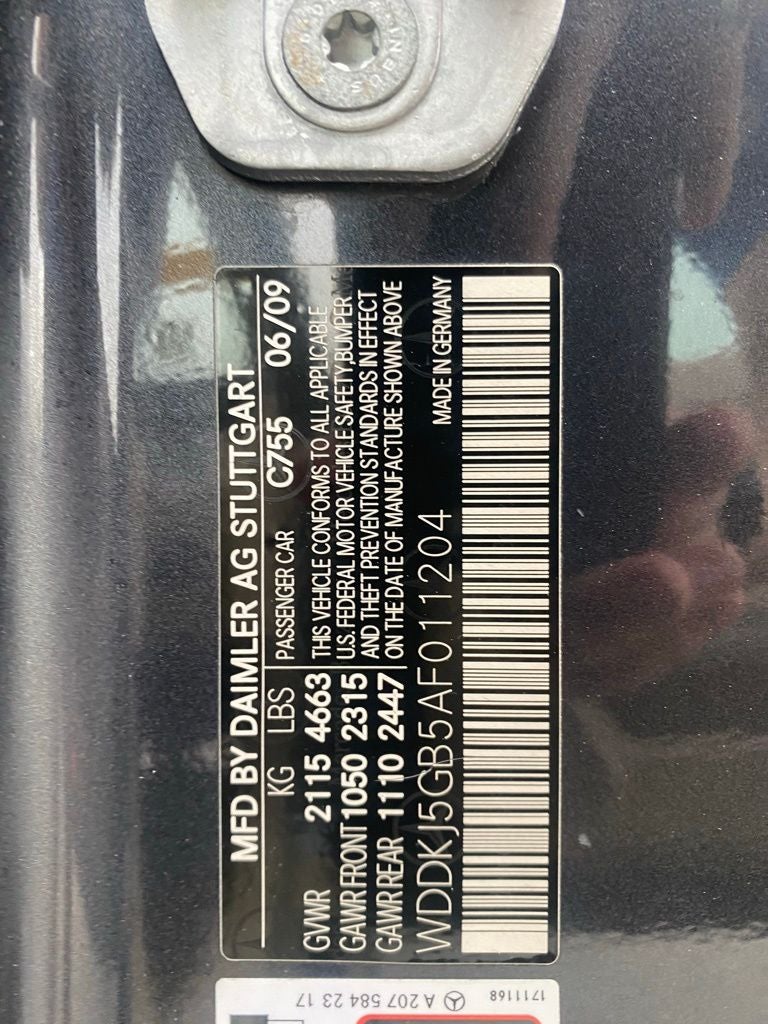 MFD BY DAIMLER AG STUTTGART
KG LBS
GVWR 2115 4663
GAWR FRONT 1050 2315
GAWR REAR 1110 2447
PASSENGER CAR C755 06/09
THIS VEHICLE CONFORMS TO ALL APPLICABLE
U.S. FEDERAL MOTOR VEHICLE SAFETY,BUMPER
AND THEFT PREVENTION STANDARDS IN EFFECT
ON THE DATE OF MANUFACTURE SHOWN ABOVE
MADE IN GERMANY
WDDKJ5GB5AF011204
1711168
A 207 584 23 17